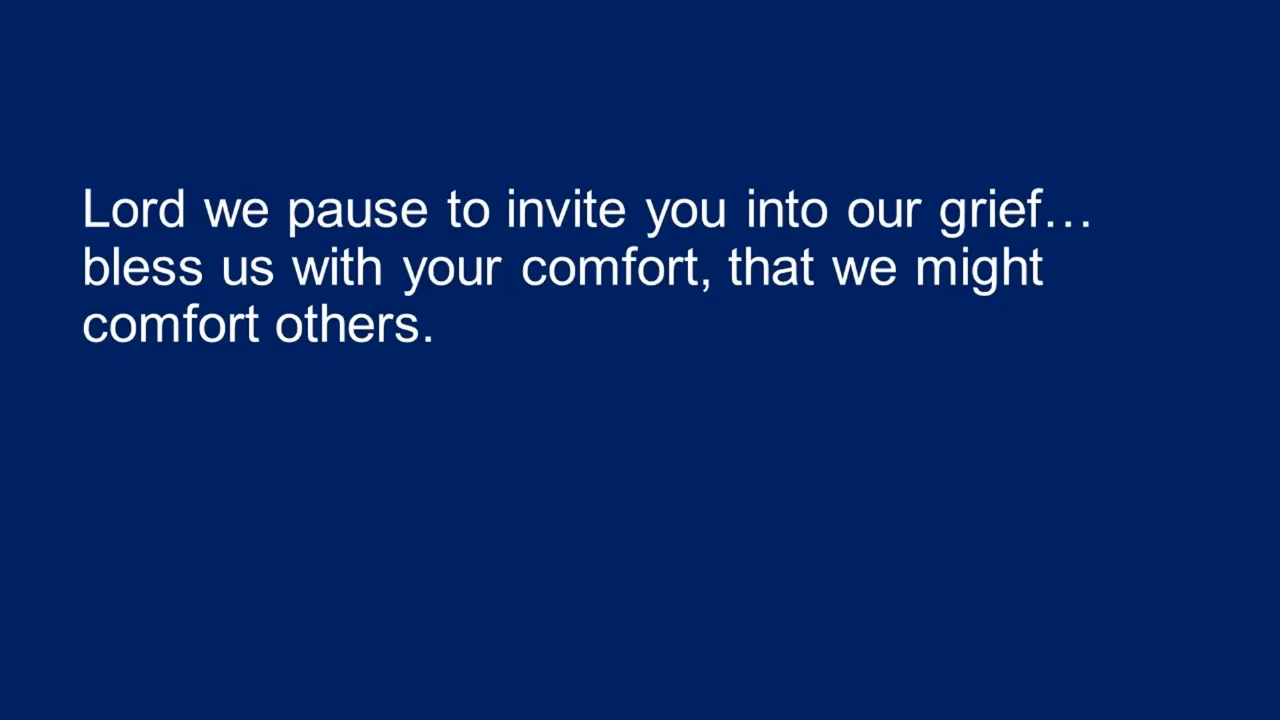 Lord we pause to invite you into our grief…
bless us with your comfort, that we might
comfort others.